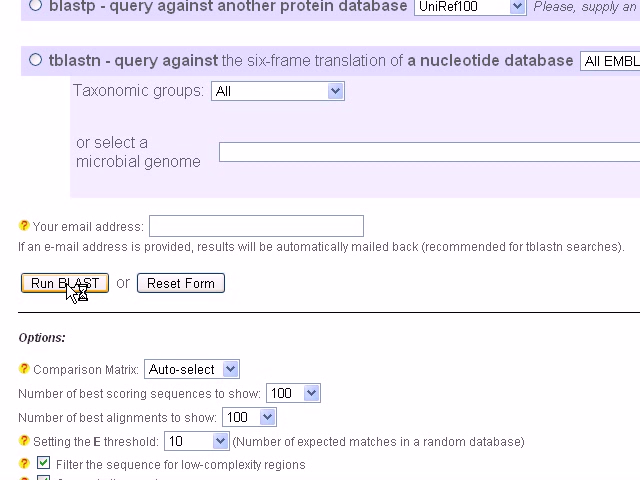 blastp - query against another protein database UniRef100 Please, supply an
tblastn - query against the six-frame translation of a nucleotide database All EMBL
Taxonomic groups: All
or select a
microbial genome
? Your email address:
If an e-mail address is provided, results will be automatically mailed back (recommended for tblastn searches).
Run BLAST or Reset Form
Options:
? Comparison Matrix: Auto-select
Number of best scoring sequences to show: 100
Number of best alignments to show: 100
? Setting the E threshold: 10 (Number of expected matches in a random database)
? Filter the sequence for low-complexity regions